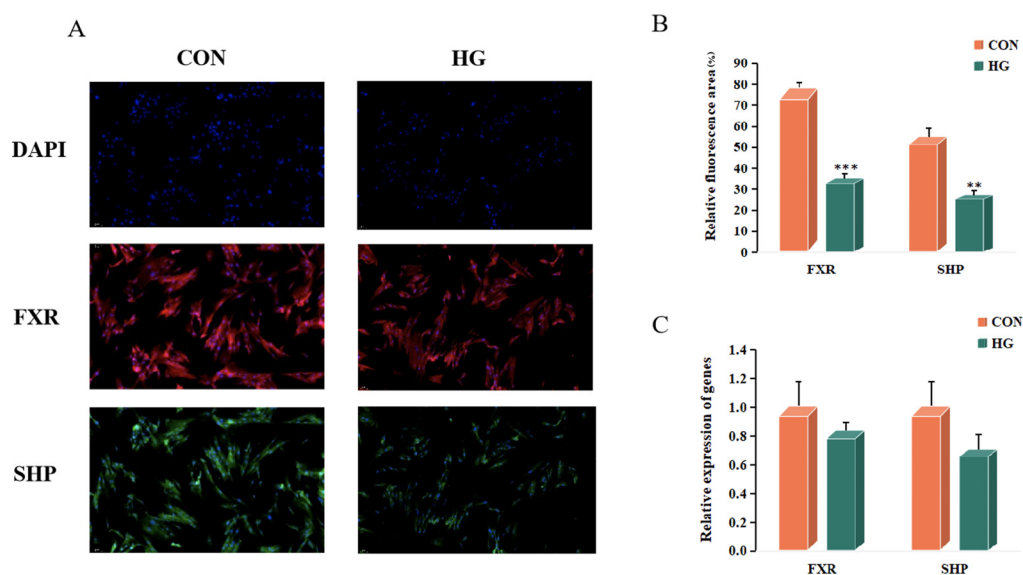 A
CON
HG
DAPI
FXR
SHP
B
CON
HG
Relative fluorescence area (%)
90
80
70
60
50
40
30
20
10
0
***
**
FXR
SHP
C
CON
HG
Relative expression of genes
1.4
1.2
1.0
0.8
0.6
0.4
0.2
0.0
FXR
SHP